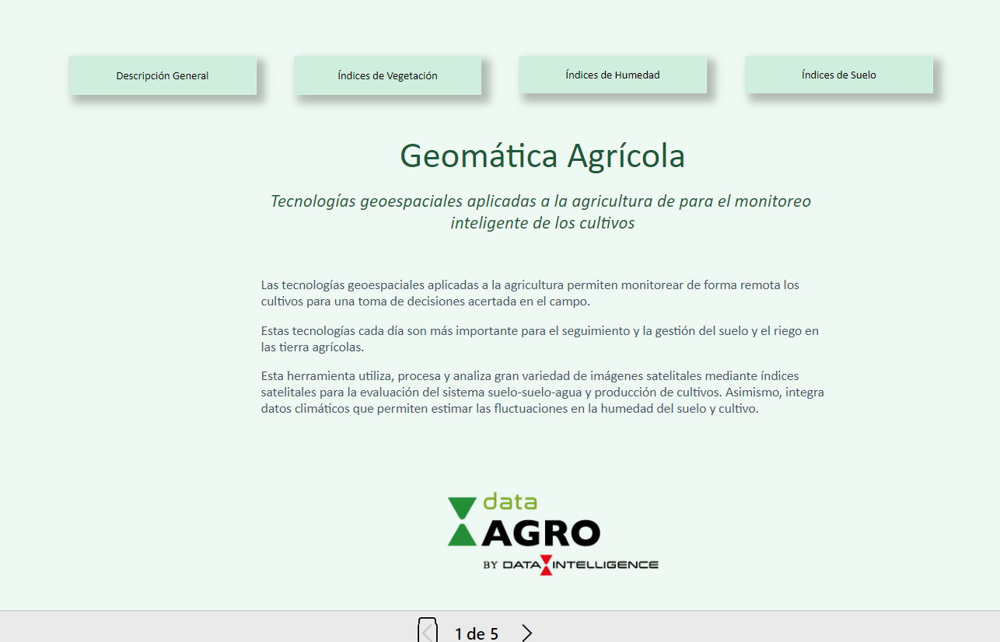 Descripción General
Índices de Vegetación
Índices de Humedad
Índices de Suelo
Geomática Agrícola
Tecnologías geoespaciales aplicadas a la agricultura de para el monitoreo
inteligente de los cultivos
Las tecnologías geoespaciales aplicadas a la agricultura permiten monitorear de forma remota los
cultivos para una toma de decisiones acertada en el campo.
Estas tecnologías cada día son más importante para el seguimiento y la gestión del suelo y el riego en
las tierra agrícolas.
Esta herramienta utiliza, procesa y analiza gran variedad de imágenes satelitales mediante índices
satelitales para la evaluación del sistema suelo-suelo-agua y producción de cultivos. Asimismo, integra
datos climáticos que permiten estimar las fluctuaciones en la humedad del suelo y cultivo.
data
AGRO
BY DATA INTELLIGENCE
1 de 5